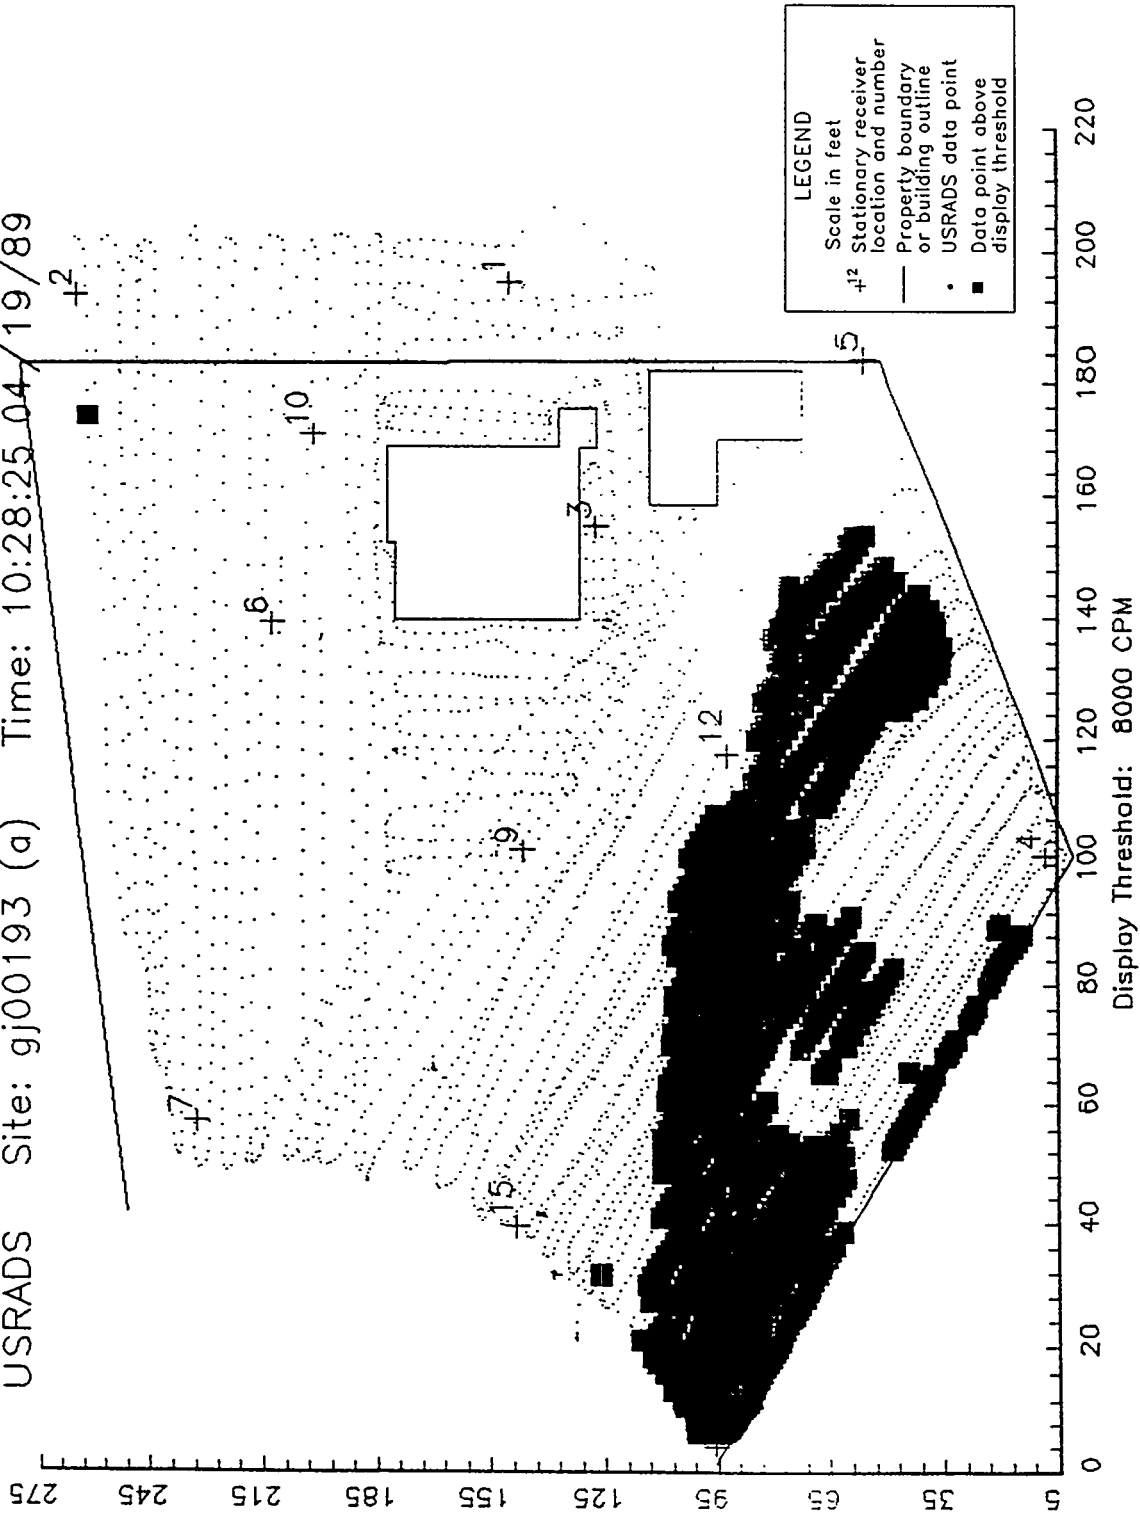 USRADS Site: gj00193 (a) Time: 10:28:25 04/19/89
2
1
10
6
3
5
12
9
7
15
4
LEGEND
Scale in feet
+12 Stationary receiver
location and number
Property boundary
or building outline
USRADS data point
Data point above
display threshold
275 245 215 185 155 125 95 65 35 5
0 20 40 60 80 100 120 140 160 180 200 220
Display Threshold: 8000 CPM